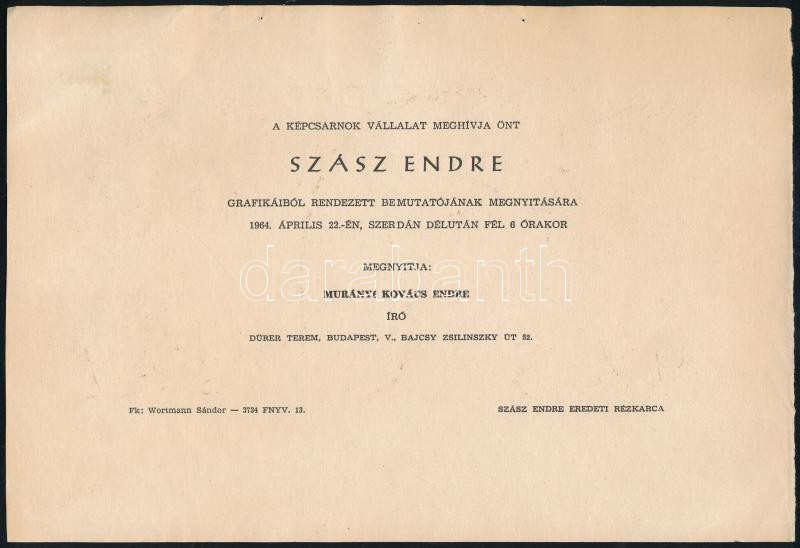 A KÉPCSARNOK VÁLLALAT MEGHÍVJA ÖNT
SZÁSZ ENDRE
GRAFIKÁIBÓL RENDEZETT BEMUTATÓJÁNAK MEGNYITÁSÁRA
1964. ÁPRILIS 22.-ÉN, SZERDÁN DÉLUTÁN FÉL 6 ÓRAKOR
MEGNYITJA:
darabanth
MURÁNYI KOVÁCS ENDRE
ÍRÓ
DÜRER TEREM, BUDAPEST, V., BAJCSY ZSILINSZKY ÚT 52.
Fk: Wortmann Sándor — 3734 FNYV. 13.
SZÁSZ ENDRE EREDETI RÉZKARCA